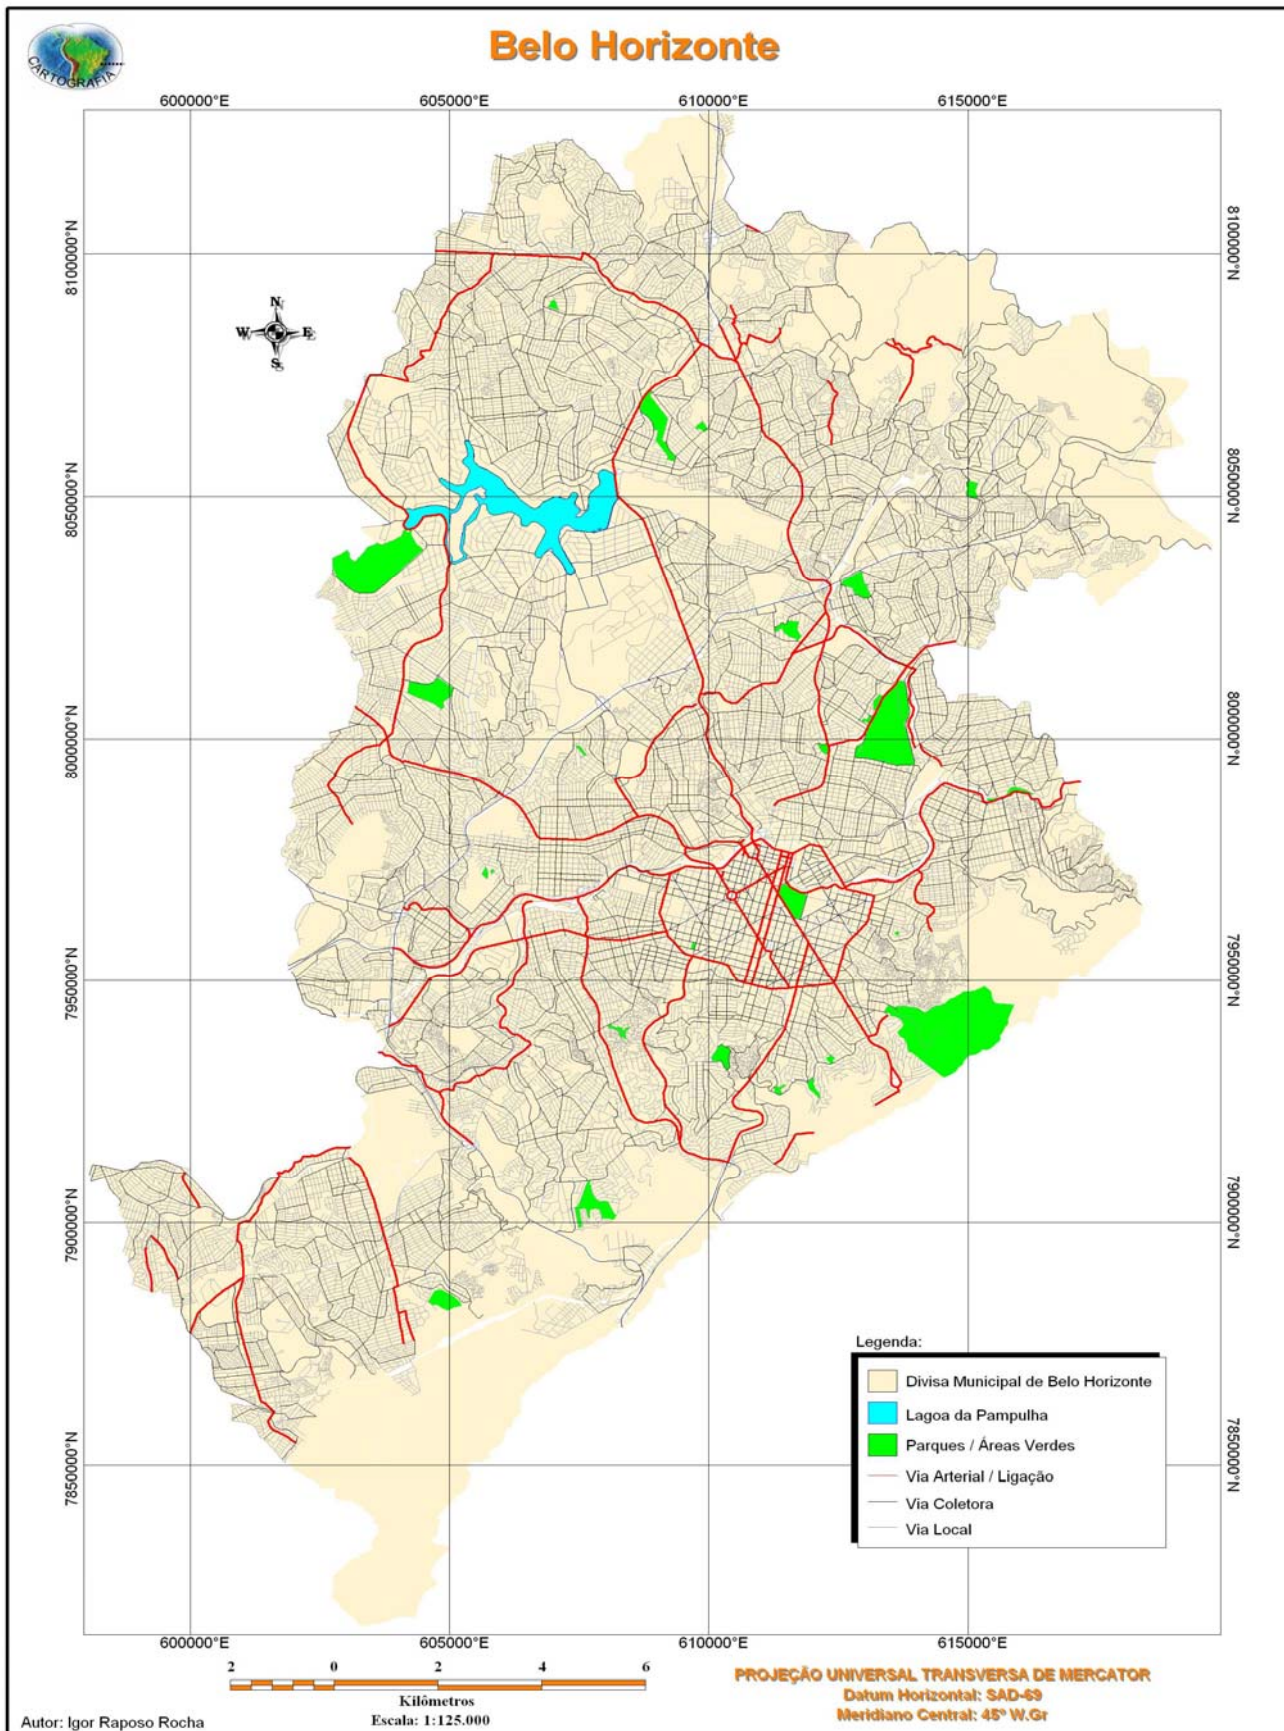 Belo Horizonte
CARTOGRAFIA
600000°E 605000°E 610000°E 615000°E
8100000°N 8100000°N
N
W E
S
8050000°N 8050000°N
8000000°N 8000000°N
7950000°N 7950000°N
7900000°N 7900000°N
7850000°N 7850000°N
Legenda:
Divisa Municipal de Belo Horizonte
Lagoa da Pampulha
Parques / Áreas Verdes
Via Arterial / Ligação
Via Coletora
Via Local
600000°E 605000°E 610000°E 615000°E
2 0 2 4 6
Kilômetros
Escala: 1:125.000
PROJEÇÃO UNIVERSAL TRANSVERSA DE MERCATOR
Datum Horizontal: SAD-69
Meridiano Central: 45º W.Gr
Autor: Igor Raposo Rocha